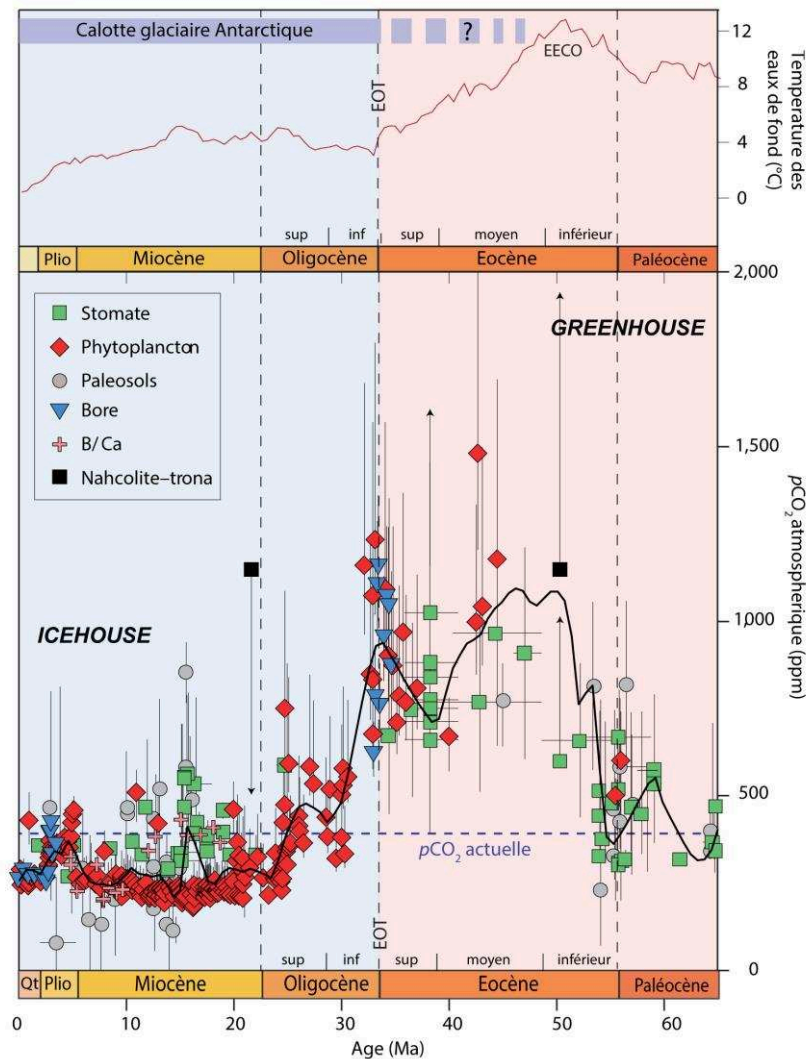 Calotte glaciaire Antarctique
?
EECO
EOT
12
8
4
0
Temperature des
eaux de fond (°C)
sup
inf
sup
moyen
inférieur
Plio
Miocène
Oligocène
Eocène
Paléocène
2,000
Stomate
Phytoplancton
Paleosols
Bore
B/Ca
Nahcolite–trona
GREENHOUSE
1,500
ICEHOUSE
1,000
500
0
pCO2 atmospherique (ppm)
pCO2 actuelle
EOT
sup
inf
sup
moyen
inférieur
Qt
Plio
Miocène
Oligocène
Eocène
Paléocène
0
10
20
30
40
50
60
Age (Ma)